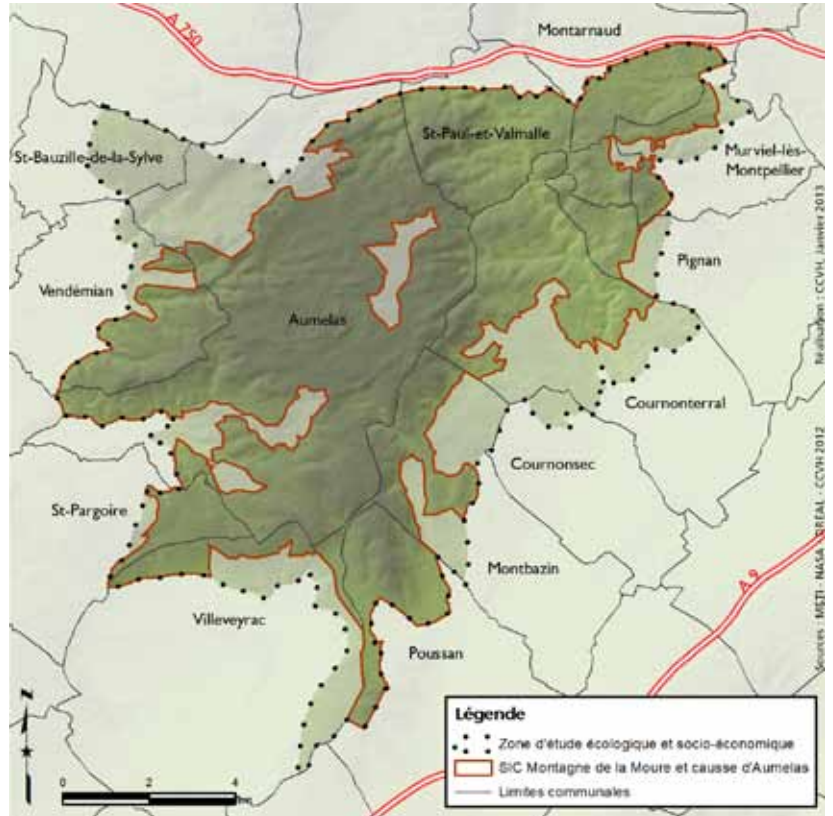 A 750
Montarnaud
St-Paul-et-Valmalle
St-Bauzille-de-la-Sylve
Murviel-lès-
Montpellier
Pignan
Vendémian
Aumelas
Cournonterral
Cournonsec
St-Pargoire
Montbazin
A 9
Villeveyrac
Poussan
Réalisation : CCVH, Janvier 2013
Sources : MSTI - NASA - DREAL - CCVH 2012
N
0 2 4
Légende
Zone d'étude écologique et socio-économique
SIC Montagne de la Moure et causse d'Aumelas
Limites communales